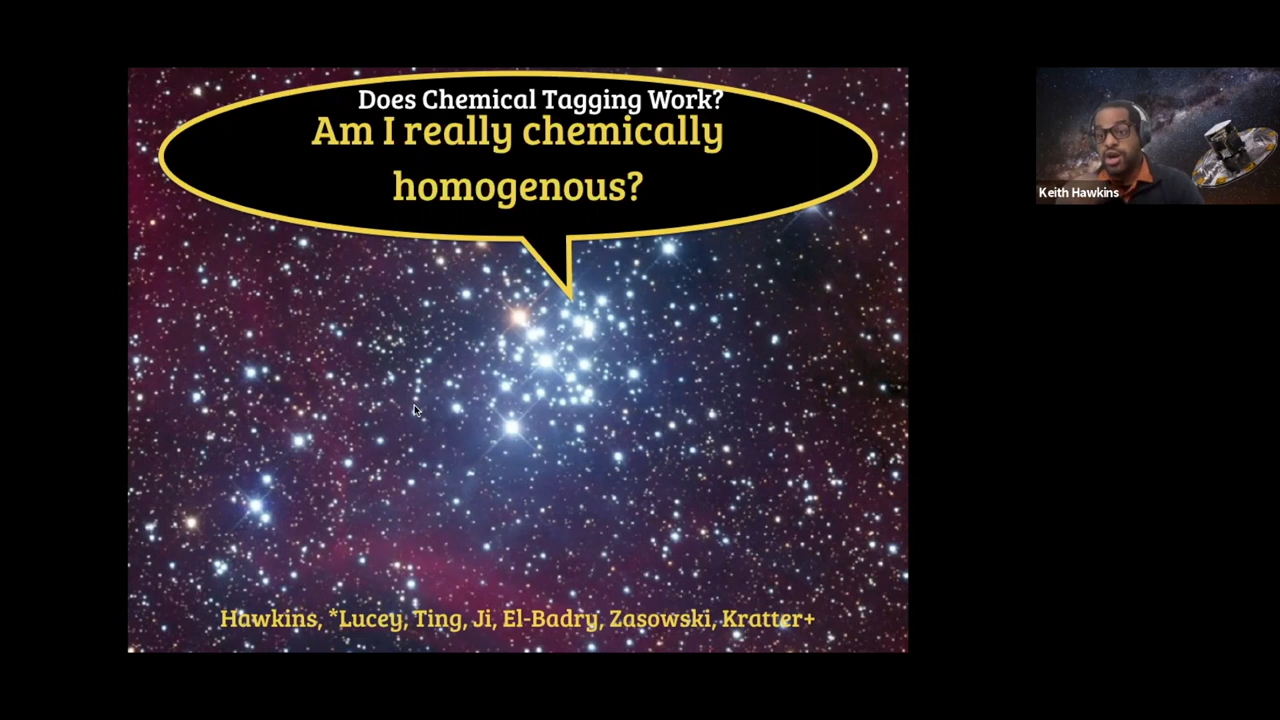 Does Chemical Tagging Work?
Am I really chemically
homogenous?
Keith Hawkins
Hawkins, *Lucey, Ting, Ji, El-Badry, Zasowski, Kratter+